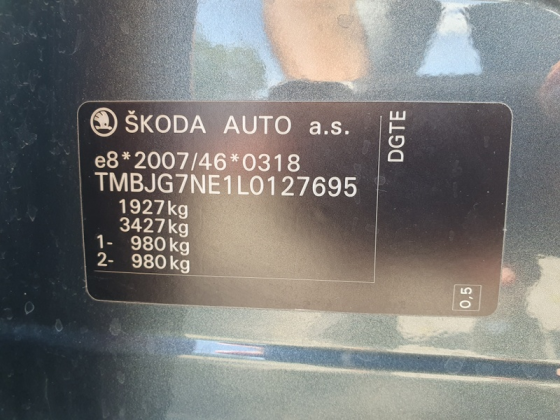 ŠKODA AUTO a.s.
e8*2007/46*0318
TMBJG7NE1L0127695
1927kg
3427kg
1- 980kg
2- 980kg
DGTE
0,5